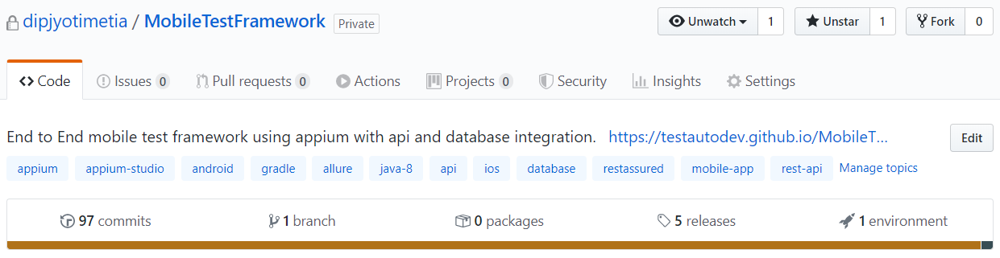 dipjyotimetia / MobileTestFramework Private Unwatch 1 Unstar 1 Fork 0
Code Issues 0 Pull requests 0 Actions Projects 0 Security Insights Settings
End to End mobile test framework using appium with api and database integration. https://testautodev.github.io/MobileT... Edit
appium appium-studio android gradle allure java-8 api ios database restassured mobile-app rest-api Manage topics
97 commits 1 branch 0 packages 5 releases 1 environment